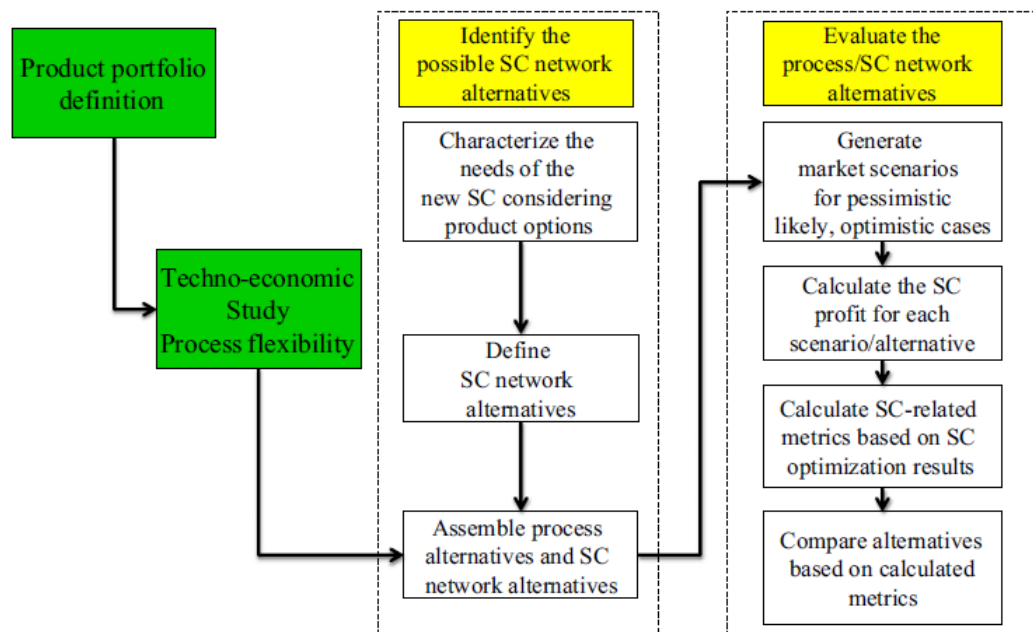 Product portfolio
definition
Techno-economic
Study
Process flexibility
Identify the
possible SC network
alternatives
Characterize the
needs of the
new SC considering
product options
Define
SC network
alternatives
Assemble process
alternatives and SC
network alternatives
Evaluate the
process/SC network
alternatives
Generate
market scenarios
for pessimistic
likely, optimistic cases
Calculate the SC
profit for each
scenario/alternative
Calculate SC-related
metrics based on SC
optimization results
Compare alternatives
based on calculated
metrics